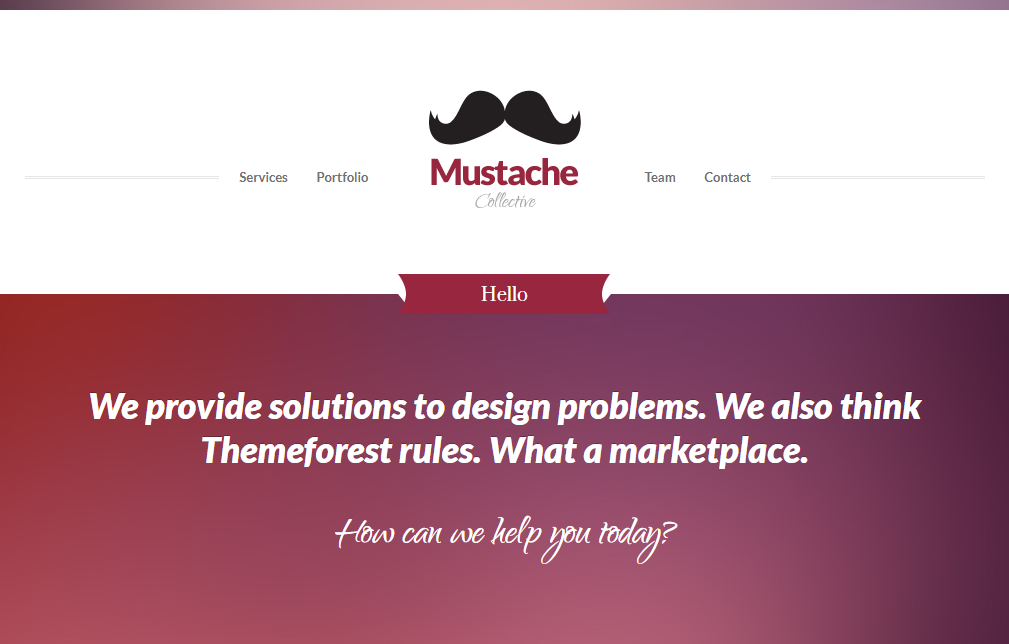 Services
Portfolio
Mustache
Collective
Team
Contact
Hello
We provide solutions to design problems. We also think
Themeforest rules. What a marketplace.
How can we help you today?